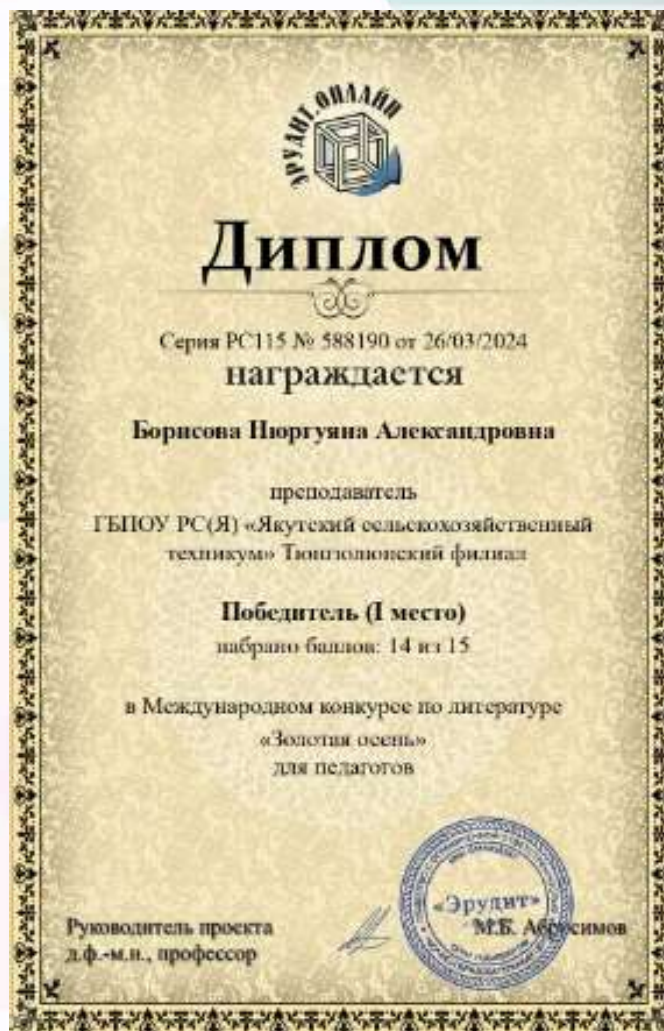 ЭРУДИТ.ОНЛАЙН
Диплом
Серия РС115 № 588190 от 26/03/2024
награждается
Борисова Нюргуяна Александровна
преподаватель
ГБПОУ РС(Я) «Якутский сельскохозяйственный
техникум» филиал
Победитель (I место)
набрано баллов: 14 из 15
в Международном конкурсе по литературе
«Золотая осень»
для педагогов
«Эрудит»
Руководитель проекта
М.Б. Абросимов
д.ф.-м.н., профессор